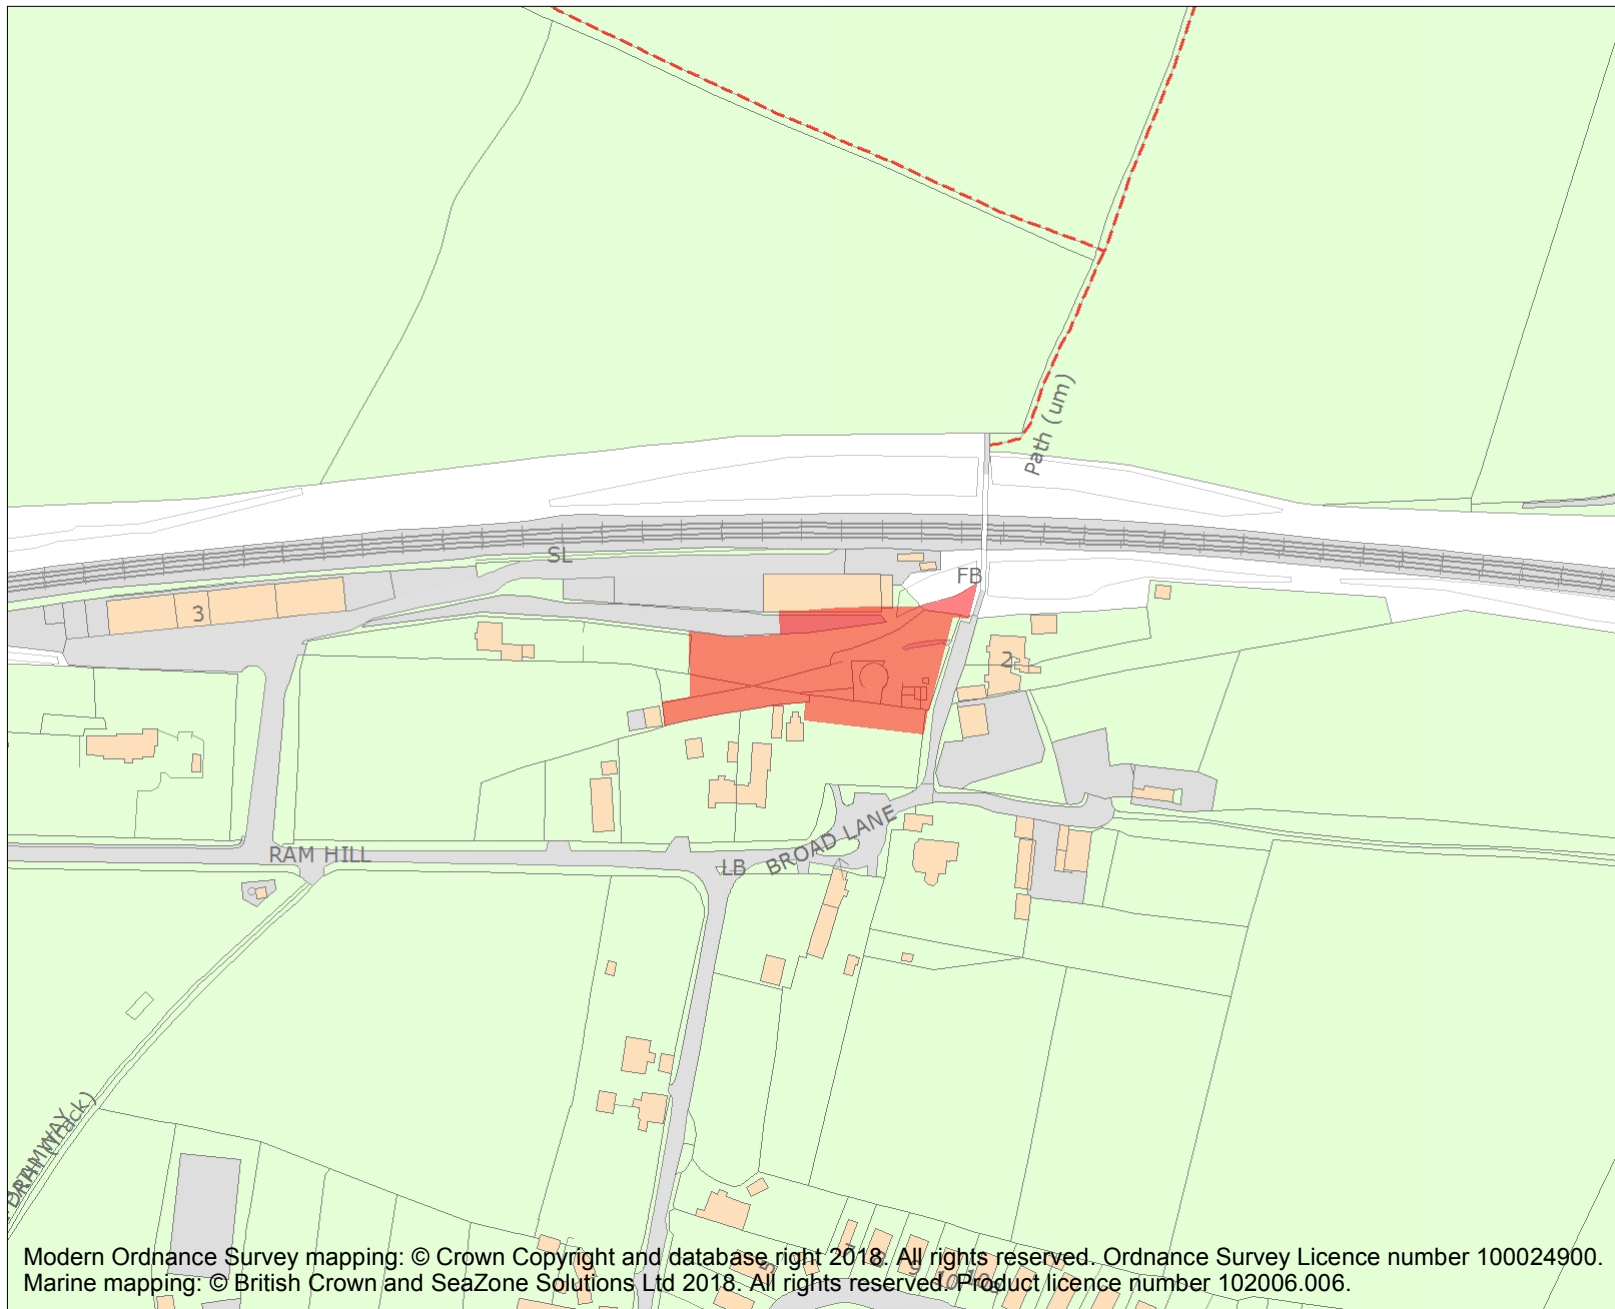 Path (um)
SL
FB
3
2
RAM HILL
LB
BROAD LANE
(Track)
5
Modern Ordnance Survey mapping: © Crown Copyright and database right 2018. All rights reserved. Ordnance Survey Licence number 100024900.
Marine mapping: © British Crown and SeaZone Solutions Ltd 2018. All rights reserved. Product licence number 102006.006.